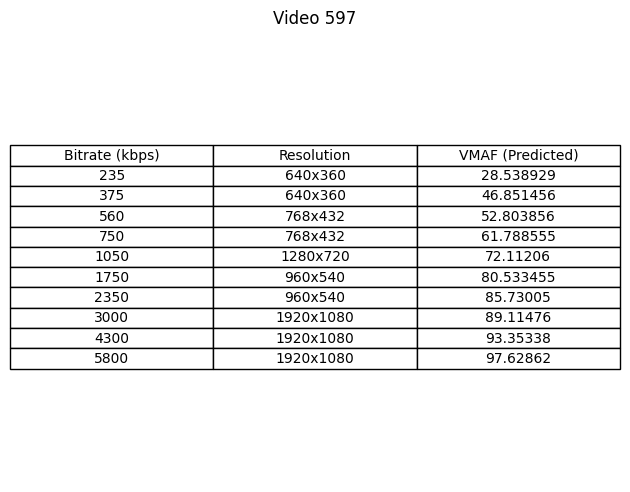 Video 597
Bitrate (kbps) Resolution VMAF (Predicted)
235 640x360 28.538929
375 640x360 46.851456
560 768x432 52.803856
750 768x432 61.788555
1050 1280x720 72.11206
1750 960x540 80.533455
2350 960x540 85.73005
3000 1920x1080 89.11476
4300 1920x1080 93.35338
5800 1920x1080 97.62862